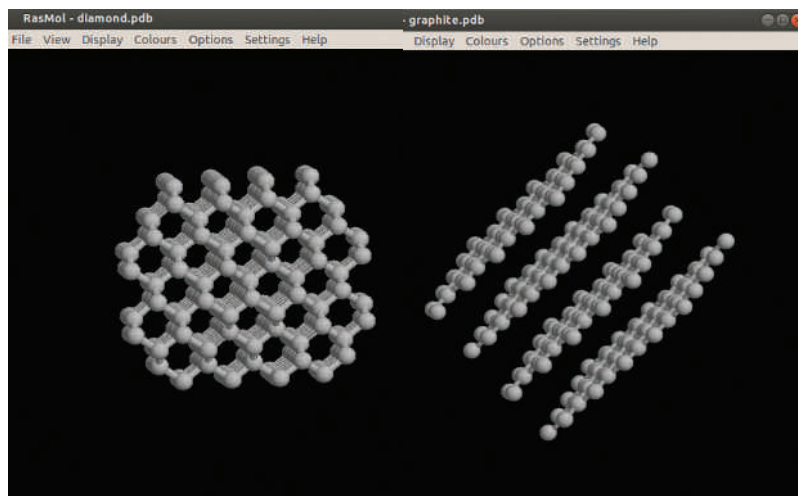 RasMol - diamond.pdb
File View Display Colours Options Settings Help
- graphite.pdb
Display Colours Options Settings Help